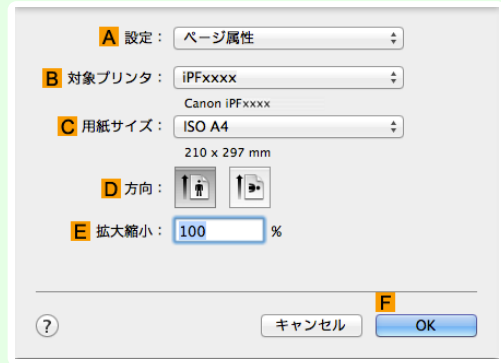 A 設定： ページ属性
B 対象プリンタ： iPFxxxx
Canon iPFxxxx
C 用紙サイズ： ISO A4
210 x 297 mm
D 方向：
E 拡大縮小： 100 %
F
? キャンセル OK